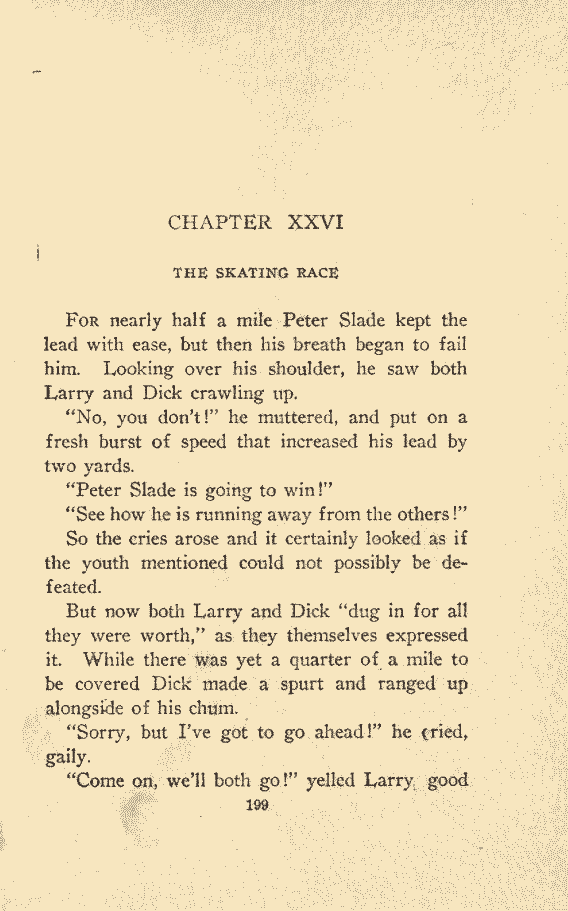 CHAPTER XXVI
THE SKATING RACE
FOR nearly half a mile Peter Slade kept the
lead with ease, but then his breath began to fail
him. Looking over his shoulder, he saw both
Larry and Dick crawling up.
"No, you don't!" he muttered, and put on a
fresh burst of speed that increased his lead by
two yards.
"Peter Slade is going to win!"
"See how he is running away from the others!"
So the cries arose and it certainly looked as if
the youth mentioned could not possibly be de-
feated.
But now both Larry and Dick "dug in for all
they were worth," as they themselves expressed
it. While there was yet a quarter of a mile to
be covered Dick made a spurt and ranged up
alongside of his chum.
"Sorry, but I've got to go ahead!" he cried,
gaily.
"Come on, we'll both go!" yelled Larry, good
199